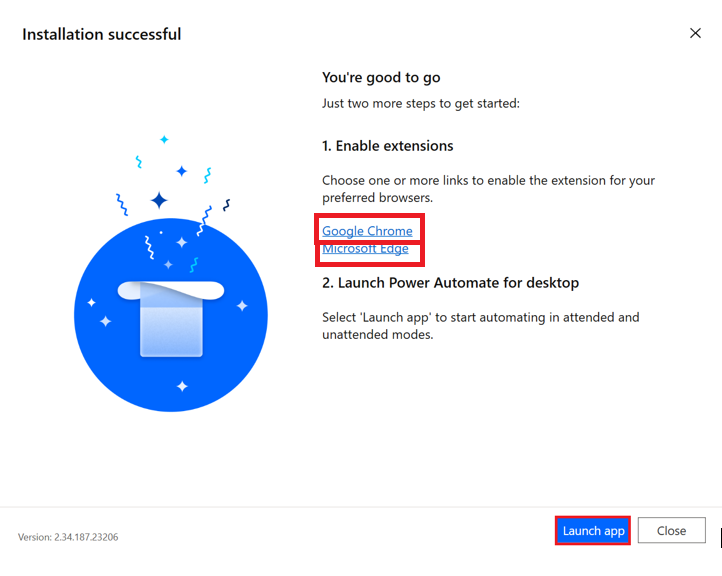 Installation successful
You're good to go
Just two more steps to get started:
1. Enable extensions
Choose one or more links to enable the extension for your
preferred browsers.
Google Chrome
Microsoft Edge
2. Launch Power Automate for desktop
Select 'Launch app' to start automating in attended and
unattended modes.
Version: 2.34.187.23206
Launch app
Close